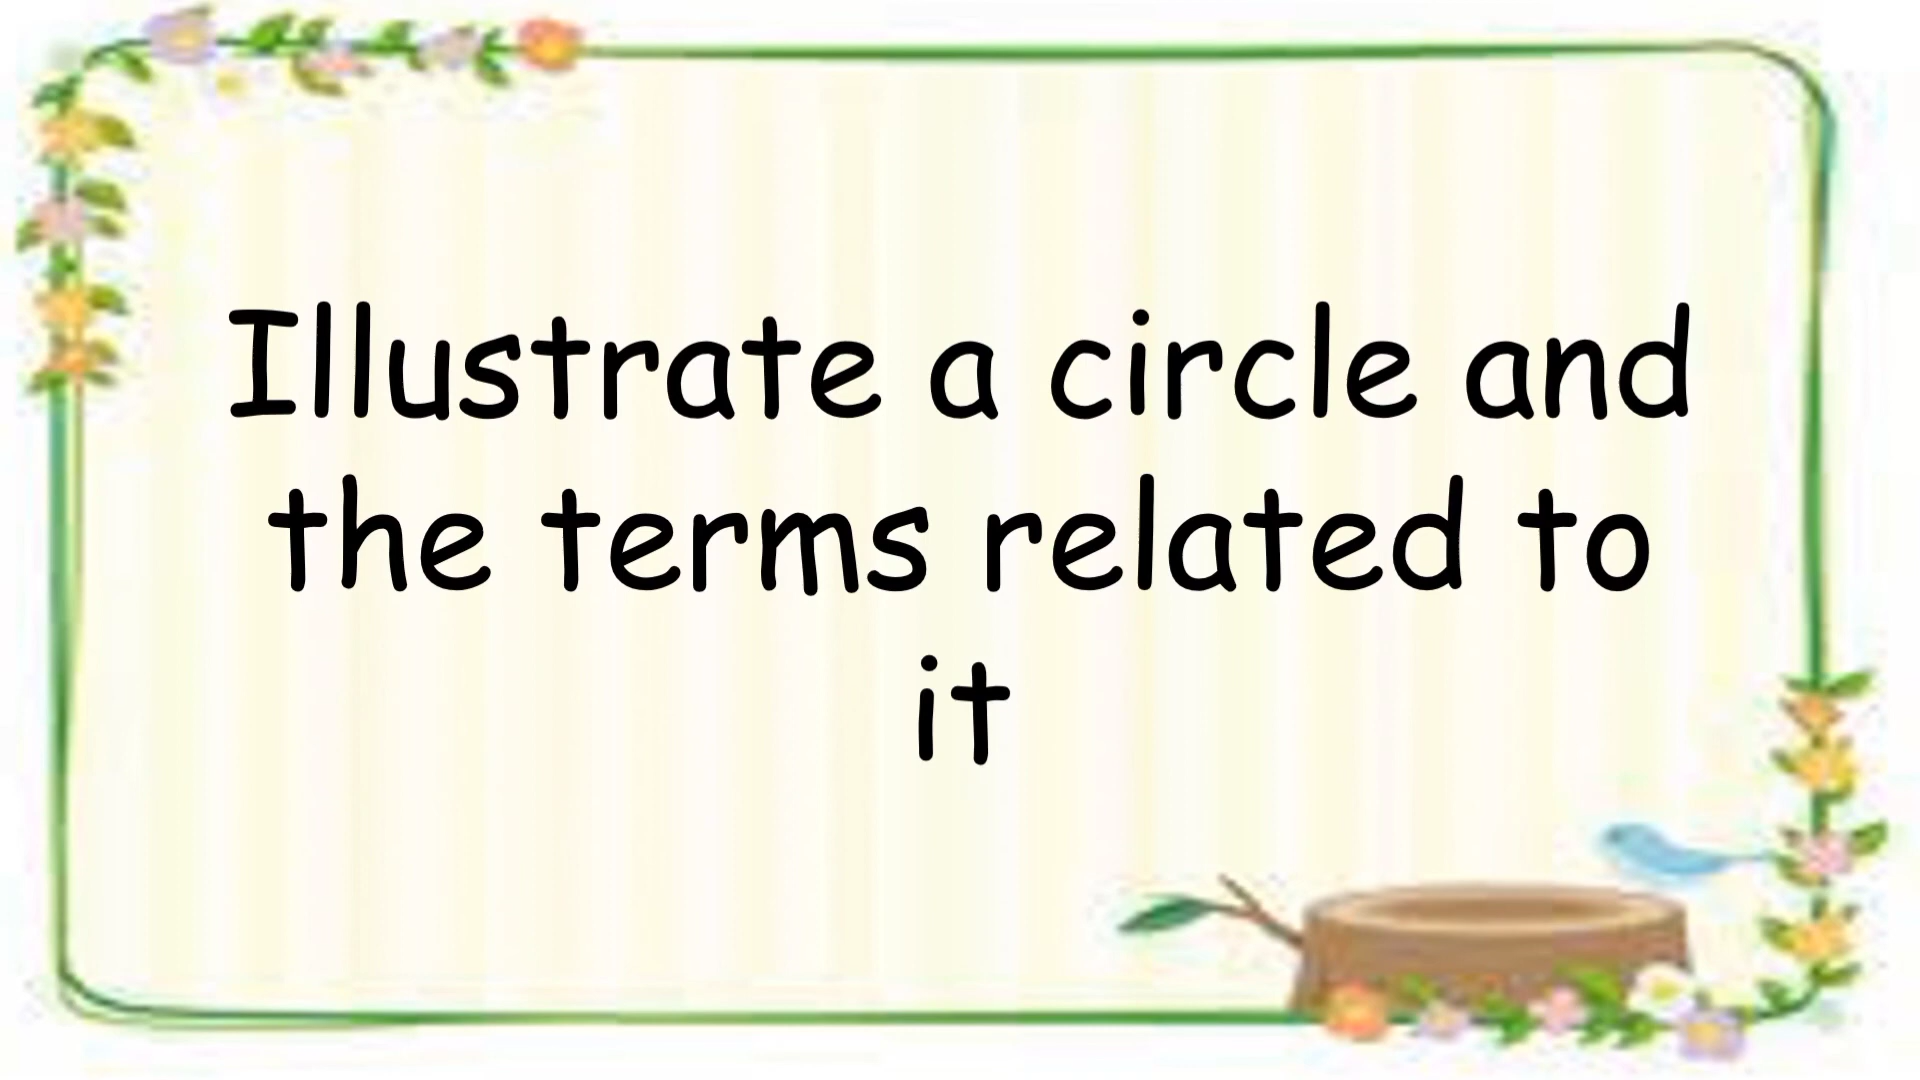 Illustrate a circle and
the terms related to
it